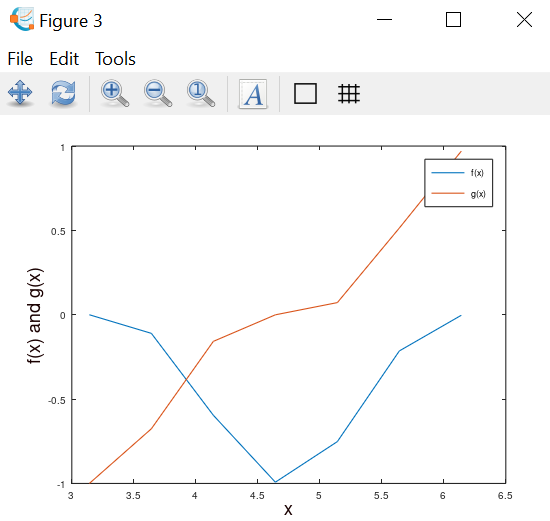 Figure 3
File Edit Tools
1
A
f(x)
g(x)
1
0.5
0
-0.5
-1
f(x) and g(x)
3 3.5 4 4.5 5 5.5 6 6.5
x